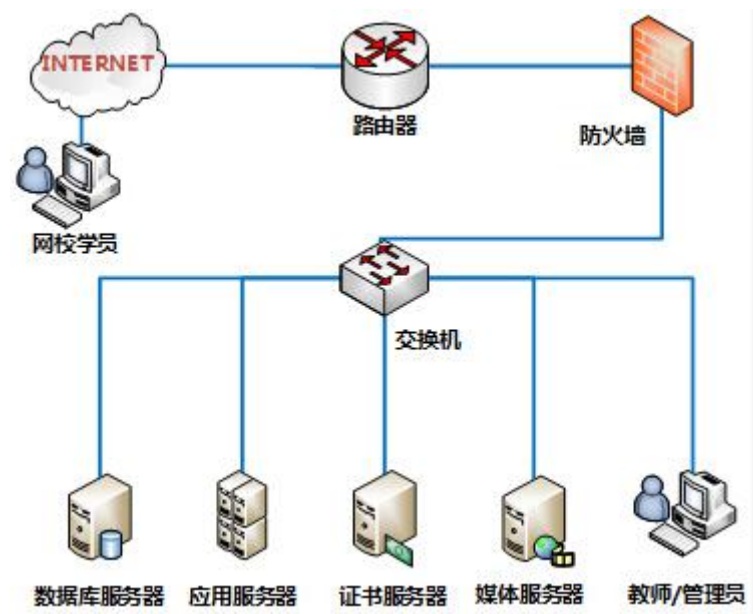 INTERNET
路由器
防火墙
网校学员
交换机
数据库服务器
应用服务器
证书服务器
媒体服务器
教师/管理员